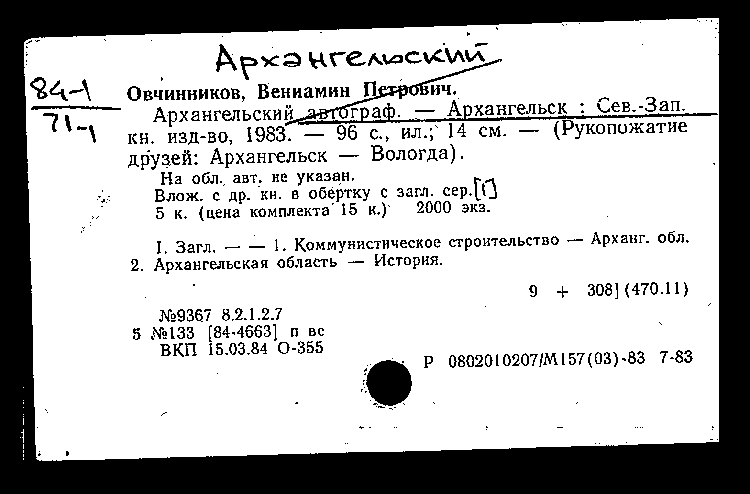 Архангельский
84-1
71-1
Овчинников, Вениамин Петрович.
Архангельский автограф. — Архангельск : Сев.-Зап.
кн. изд-во, 1983. — 96 с., ил.; 14 см. — (Рукопожатие
друзей: Архангельск — Вологда).
На обл. авт. не указан.
Влож. с др. кн. в обертку с загл. сер.[1]
5 к. (цена комплекта 15 к.) 2000 экз.
I. Загл. — — 1. Коммунистическое строительство — Арханг. обл.
2. Архангельская область — История.
9 + 308] (470.11)
№9367 8.2.1.2.7
5 №133 [84-4663] п вс
ВКП 15.03.84 О-355
Р 0802010207/М157(03)-83 7-83